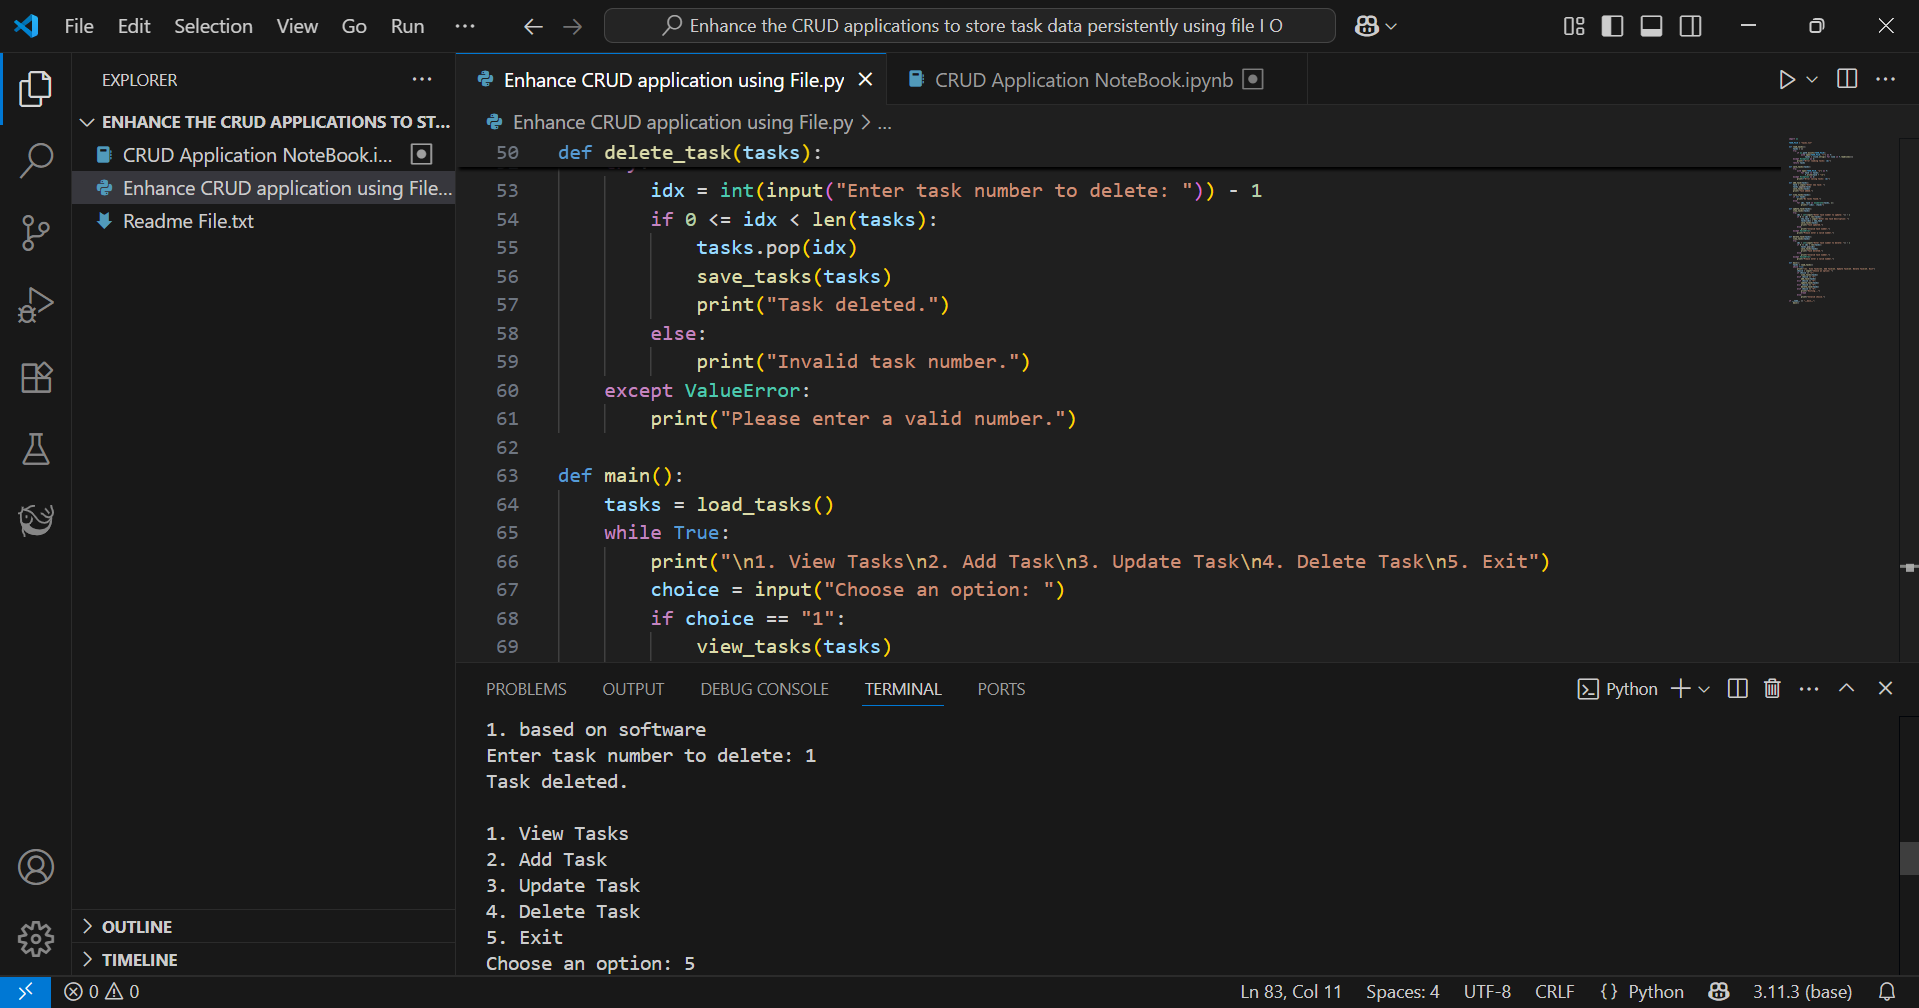 File Edit Selection View Go Run ···
Enhance the CRUD applications to store task data persistently using file I O
EXPLORER ···
ENHANCE THE CRUD APPLICATIONS TO ST...
CRUD Application NoteBook.i...
Enhance CRUD application using File...
Readme File.txt
OUTLINE
TIMELINE
Enhance CRUD application using File.py
CRUD Application NoteBook.ipynb
Enhance CRUD application using File.py > ...
50 def delete_task(tasks):
53 idx = int(input("Enter task number to delete: ")) - 1
54 if 0 <= idx < len(tasks):
55 tasks.pop(idx)
56 save_tasks(tasks)
57 print("Task deleted.")
58 else:
59 print("Invalid task number.")
60 except ValueError:
61 print("Please enter a valid number.")
62
63 def main():
64 tasks = load_tasks()
65 while True:
66 print("\n1. View Tasks\n2. Add Task\n3. Update Task\n4. Delete Task\n5. Exit")
67 choice = input("Choose an option: ")
68 if choice == "1":
69 view_tasks(tasks)
PROBLEMS OUTPUT DEBUG CONSOLE TERMINAL PORTS
Python
1. based on software
Enter task number to delete: 1
Task deleted.
1. View Tasks
2. Add Task
3. Update Task
4. Delete Task
5. Exit
Choose an option: 5
0 0
Ln 83, Col 11 Spaces: 4 UTF-8 CRLF {} Python 3.11.3 (base)